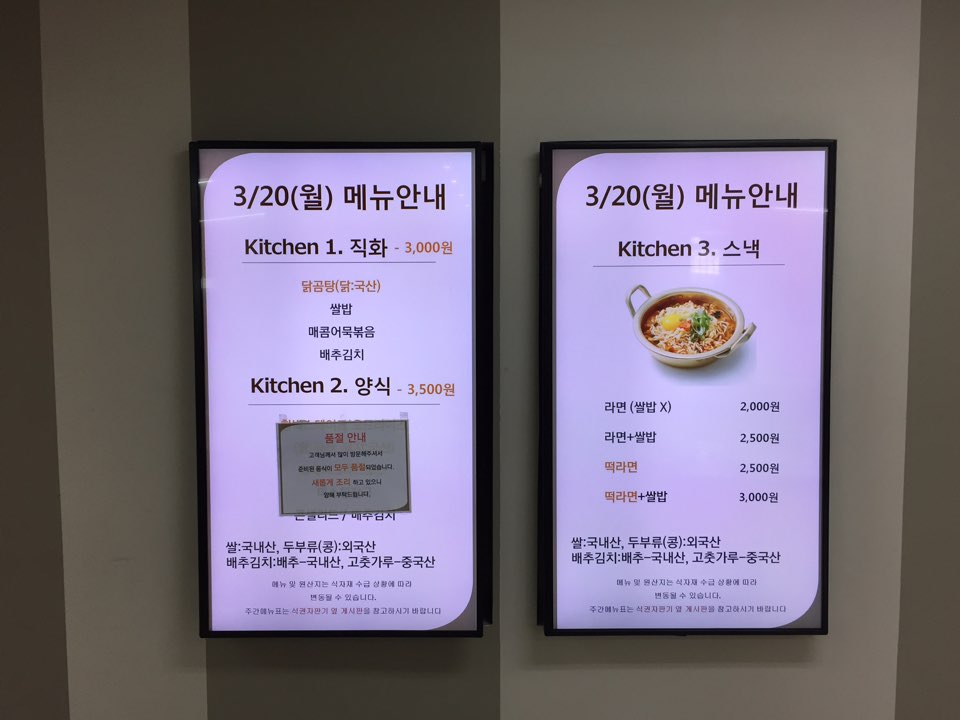 3/20(월) 메뉴안내
Kitchen 1. 직화 - 3,000원
닭곰탕(닭:국산)
쌀밥
매콤어묵볶음
배추김치
Kitchen 2. 양식 - 3,500원
품절 안내
고객님께서 많이 방문해주셔서
준비된 음식이 모두 품절되었습니다.
새롭게 조리 하고 있으니
양해 부탁드립니다.
/ 배추김치
쌀:국내산, 두부류(콩):외국산
배추김치:배추-국내산, 고춧가루-중국산
메뉴 및 원산지는 식자재 수급 상황에 따라
변동될 수 있습니다.
주간메뉴표는 식권자판기 옆 게시판을 참고하시기 바랍니다
3/20(월) 메뉴안내
Kitchen 3. 스낵
라면 (쌀밥 X) 2,000원
라면+쌀밥 2,500원
떡라면 2,500원
떡라면+쌀밥 3,000원
쌀:국내산, 두부류(콩):외국산
배추김치:배추-국내산, 고춧가루-중국산
메뉴 및 원산지는 식자재 수급 상황에 따라
변동될 수 있습니다.
주간메뉴표는 식권자판기 옆 게시판을 참고하시기 바랍니다